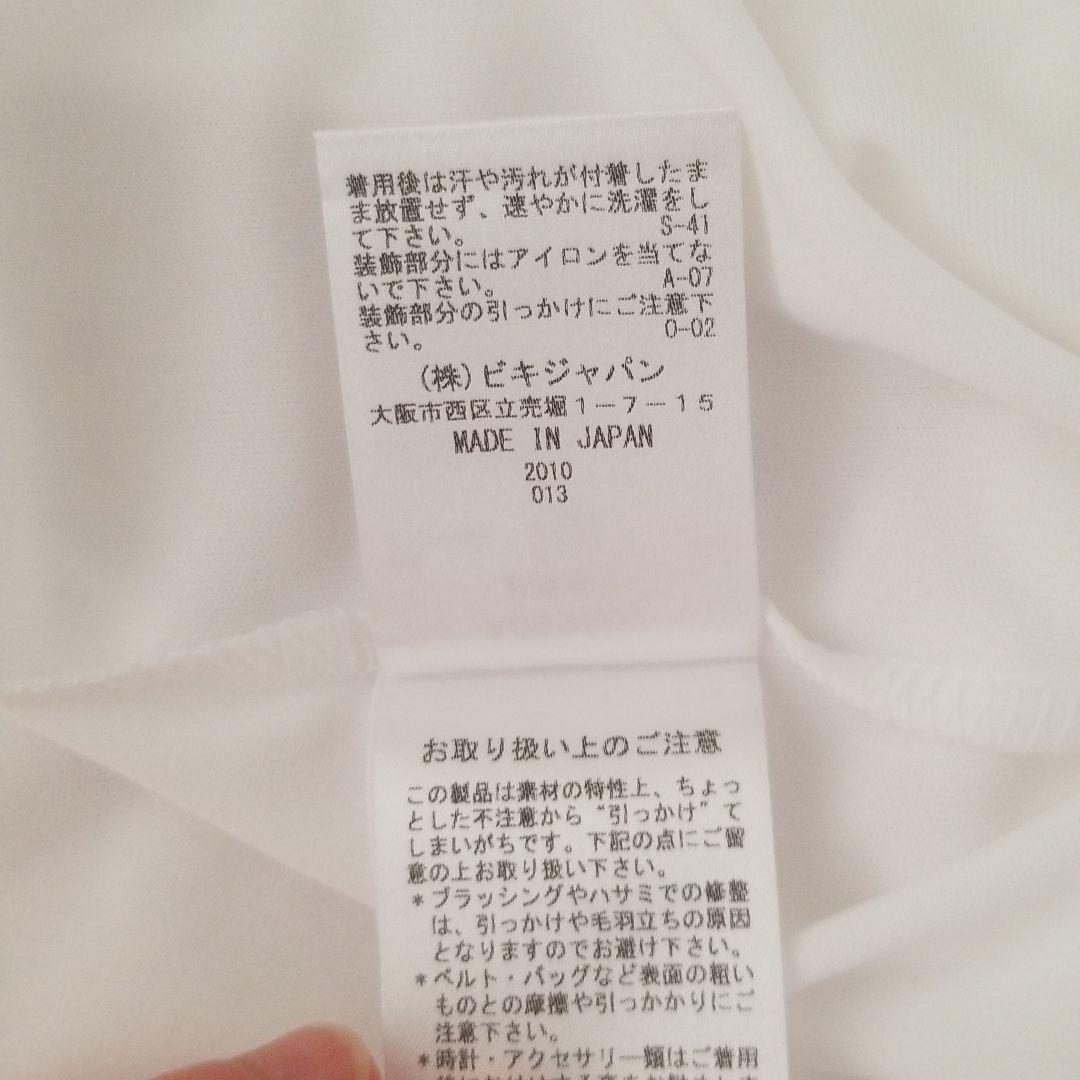 着用後は汗や汚れが付着したま
ま放置せず、速やかに洗濯をし
て下さい。 S-41
装飾部分にはアイロンを当てな
いで下さい。 A-07
装飾部分の引っかけにご注意下
さい。 O-02
(株)ビキジャパン
大阪市西区立売堀1-7-15
MADE IN JAPAN
2010
013
お取り扱い上のご注意
この製品は素材の特性上、ちょっ
とした不注意から“引っかけ”て
しまいがちです。下記の点にご留
意の上お取り扱い下さい。
*ブラッシングやハサミでの修整
は、引っかけや毛羽立ちの原因
となりますのでお避け下さい。
*ベルト・バッグなど表面の粗い
ものとの摩擦や引っかかりにご
注意下さい。
*時計・アクセサリー類はご着用